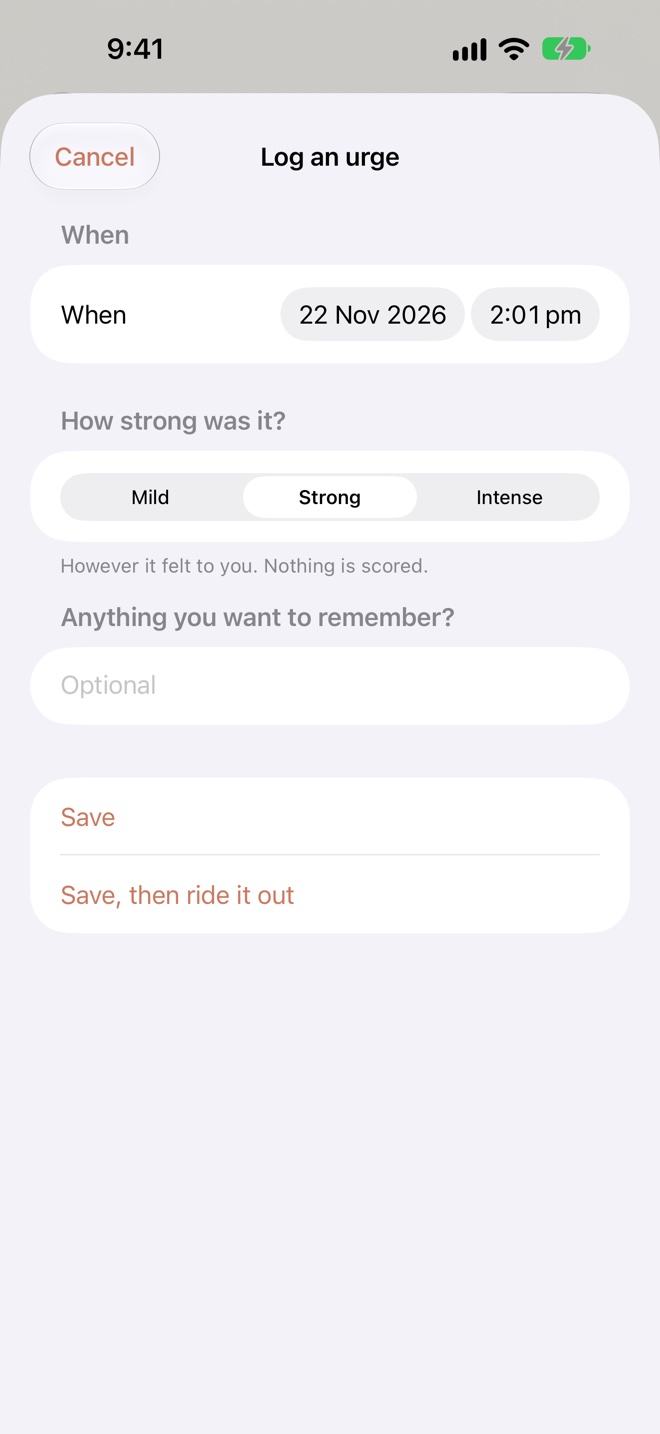 9:41
Cancel
Log an urge
When
When 22 Nov 2026 2:01 pm
How strong was it?
Mild Strong Intense
However it felt to you. Nothing is scored.
Anything you want to remember?
Optional
Save
Save, then ride it out